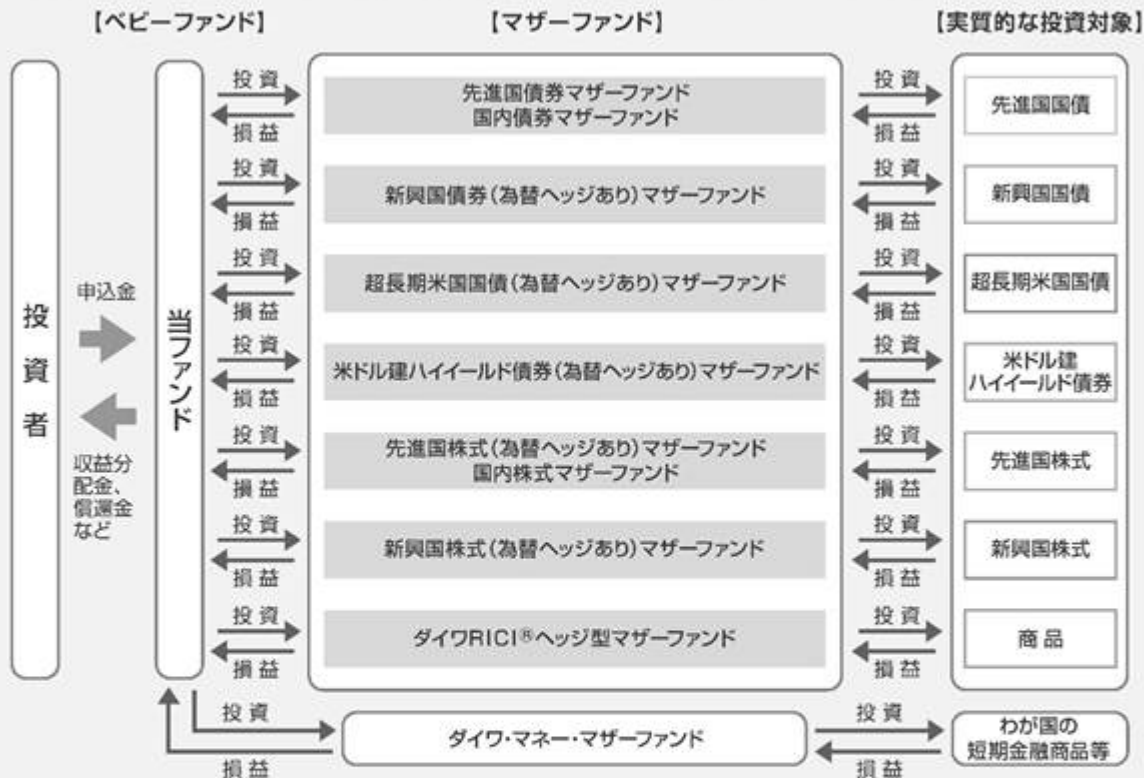 【ベビーファンド】
【マザーファンド】
【実質的な投資対象】
投資者
申込金
収益分
配金、
償還金
など
当ファンド
投資
損益
先進国債券マザーファンド
国内債券マザーファンド
投資
損益
先進国国債
投資
損益
新興国債券(為替ヘッジあり)マザーファンド
投資
損益
新興国国債
投資
損益
超長期米国国債(為替ヘッジあり)マザーファンド
投資
損益
超長期米国国債
投資
損益
米ドル建ハイイールド債券(為替ヘッジあり)マザーファンド
投資
損益
米ドル建
ハイイールド債券
投資
損益
先進国株式(為替ヘッジあり)マザーファンド
国内株式マザーファンド
投資
損益
先進国株式
投資
損益
新興国株式(為替ヘッジあり)マザーファンド
投資
損益
新興国株式
投資
損益
ダイワRICI®ヘッジ型マザーファンド
投資
損益
商品
投資
損益
ダイワ・マネー・マザーファンド
投資
損益
わが国の
短期金融商品等